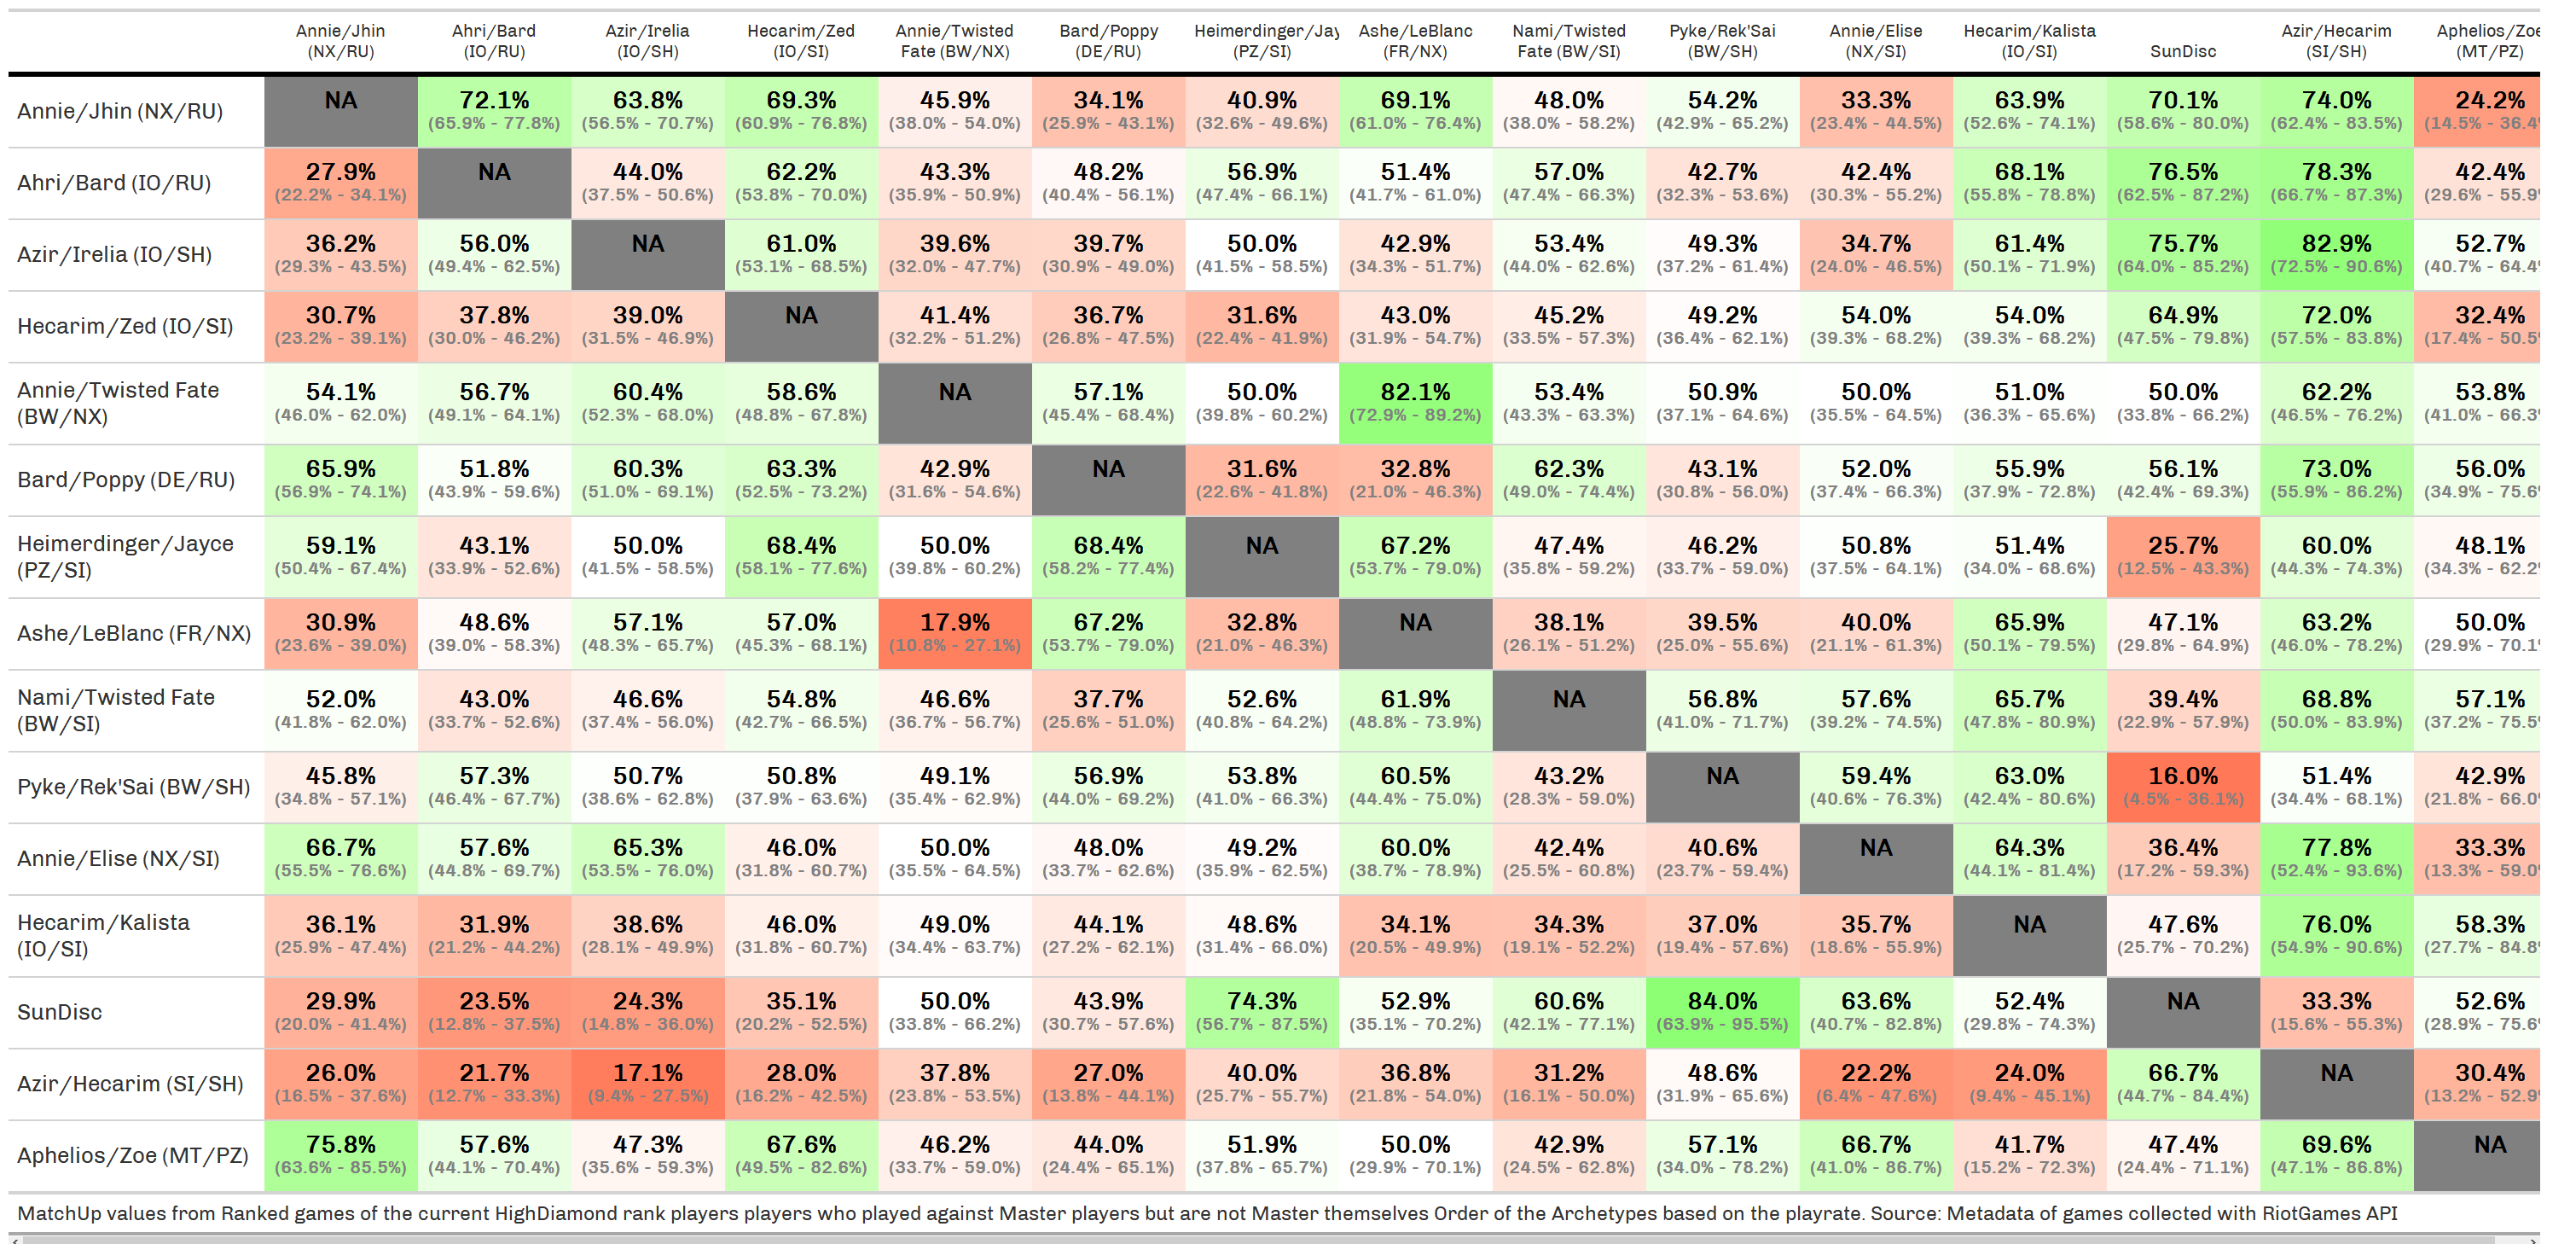 Annie/Jhin Ahri/Bard Azir/Irelia Hecarim/Zed Annie/Twisted Bard/Poppy Heimerdinger/Jay Ashe/LeBlanc Nami/Twisted Pyke/Rek'Sai Annie/Elise Hecarim/Kalista Azir/Hecarim Aphelios/Zoe
(NX/RU) (IO/RU) (IO/SH) (IO/SI) Fate (BW/NX) (DE/RU) (PZ/SI) (FR/NX) Fate (BW/SI) (BW/SH) (NX/SI) (IO/SI) SunDisc (SI/SH) (MT/PZ)
Annie/Jhin (NX/RU) NA 72.1% 63.8% 69.3% 45.9% 34.1% 40.9% 69.1% 48.0% 54.2% 33.3% 63.9% 70.1% 74.0% 24.2%
(65.9% - 77.8%) (56.5% - 70.7%) (60.9% - 76.8%) (38.0% - 54.0%) (25.9% - 43.1%) (32.6% - 49.6%) (61.0% - 76.4%) (38.0% - 58.2%) (42.9% - 65.2%) (23.4% - 44.5%) (52.6% - 74.1%) (58.6% - 80.0%) (62.4% - 83.5%) (14.5% - 36.4
Ahri/Bard (IO/RU) 27.9% NA 44.0% 62.2% 43.3% 48.2% 56.9% 51.4% 57.0% 42.7% 42.4% 68.1% 76.5% 78.3% 42.4%
(22.2% - 34.1%) (37.5% - 50.6%) (53.8% - 70.0%) (35.9% - 50.9%) (40.4% - 56.1%) (47.4% - 66.1%) (41.7% - 61.0%) (47.4% - 66.3%) (32.3% - 53.6%) (30.3% - 55.2%) (55.8% - 78.8%) (62.5% - 87.2%) (66.7% - 87.3%) (29.6% - 55.9
Azir/Irelia (IO/SH) 36.2% 56.0% NA 61.0% 39.6% 39.7% 50.0% 42.9% 53.4% 49.3% 34.7% 61.4% 75.7% 82.9% 52.7%
(29.3% - 43.5%) (49.4% - 62.5%) (53.1% - 68.5%) (32.0% - 47.7%) (30.9% - 49.0%) (41.5% - 58.5%) (34.3% - 51.7%) (44.0% - 62.6%) (37.2% - 61.4%) (24.0% - 46.5%) (50.1% - 71.9%) (64.0% - 85.2%) (72.5% - 90.6%) (40.7% - 64.4
Hecarim/Zed (IO/SI) 30.7% 37.8% 39.0% NA 41.4% 36.7% 31.6% 43.0% 45.2% 49.2% 54.0% 54.0% 64.9% 72.0% 32.4%
(23.2% - 39.1%) (30.0% - 46.2%) (31.5% - 46.9%) (32.2% - 51.2%) (26.8% - 47.5%) (22.4% - 41.9%) (31.9% - 54.7%) (33.5% - 57.3%) (36.4% - 62.1%) (39.3% - 68.2%) (39.3% - 68.2%) (47.5% - 79.8%) (57.5% - 83.8%) (17.4% - 50.5
Annie/Twisted Fate 54.1% 56.7% 60.4% 58.6% NA 57.1% 50.0% 82.1% 53.4% 50.9% 50.0% 51.0% 50.0% 62.2% 53.8%
(BW/NX) (46.0% - 62.0%) (49.1% - 64.1%) (52.3% - 68.0%) (48.8% - 67.8%) (45.4% - 68.4%) (39.8% - 60.2%) (72.9% - 89.2%) (43.3% - 63.3%) (37.1% - 64.6%) (35.5% - 64.5%) (36.3% - 65.6%) (33.8% - 66.2%) (46.5% - 76.2%) (41.0% - 66.3
Bard/Poppy (DE/RU) 65.9% 51.8% 60.3% 63.3% 42.9% NA 31.6% 32.8% 62.3% 43.1% 52.0% 55.9% 56.1% 73.0% 56.0%
(56.9% - 74.1%) (43.9% - 59.6%) (51.0% - 69.1%) (52.5% - 73.2%) (31.6% - 54.6%) (22.6% - 41.8%) (21.0% - 46.3%) (49.0% - 74.4%) (30.8% - 56.0%) (37.4% - 66.3%) (37.9% - 72.8%) (42.4% - 69.3%) (55.9% - 86.2%) (34.9% - 75.6
Heimerdinger/Jayce 59.1% 43.1% 50.0% 68.4% 50.0% 68.4% NA 67.2% 47.4% 46.2% 50.8% 51.4% 25.7% 60.0% 48.1%
(PZ/SI) (50.4% - 67.4%) (33.9% - 52.6%) (41.5% - 58.5%) (58.1% - 77.6%) (39.8% - 60.2%) (58.2% - 77.4%) (53.7% - 79.0%) (35.8% - 59.2%) (33.7% - 59.0%) (37.5% - 64.1%) (34.0% - 68.6%) (12.5% - 43.3%) (44.3% - 74.3%) (34.3% - 62.2
Ashe/LeBlanc (FR/NX) 30.9% 48.6% 57.1% 57.0% 17.9% 67.2% 32.8% NA 38.1% 39.5% 40.0% 65.9% 47.1% 63.2% 50.0%
(23.6% - 39.0%) (39.0% - 58.3%) (48.3% - 65.7%) (45.3% - 68.1%) (10.8% - 27.1%) (53.7% - 79.0%) (21.0% - 46.3%) (26.1% - 51.2%) (25.0% - 55.6%) (21.1% - 61.3%) (50.1% - 79.5%) (29.8% - 64.9%) (46.0% - 78.2%) (29.9% - 70.1
Nami/Twisted Fate 52.0% 43.0% 46.6% 54.8% 46.6% 37.7% 52.6% 61.9% NA 56.8% 57.6% 65.7% 39.4% 68.8% 57.1%
(BW/SI) (41.8% - 62.0%) (33.7% - 52.6%) (37.4% - 56.0%) (42.7% - 66.5%) (36.7% - 56.7%) (25.6% - 51.0%) (40.8% - 64.2%) (48.8% - 73.9%) (41.0% - 71.7%) (39.2% - 74.5%) (47.8% - 80.9%) (22.9% - 57.9%) (50.0% - 83.9%) (37.2% - 75.5
Pyke/Rek'Sai (BW/SH) 45.8% 57.3% 50.7% 50.8% 49.1% 56.9% 53.8% 60.5% 43.2% NA 59.4% 63.0% 16.0% 51.4% 42.9%
(34.8% - 57.1%) (46.4% - 67.7%) (38.6% - 62.8%) (37.9% - 63.6%) (35.4% - 62.9%) (44.0% - 69.2%) (41.0% - 66.3%) (44.4% - 75.0%) (28.3% - 59.0%) (40.6% - 76.3%) (42.4% - 80.6%) (4.5% - 36.1%) (34.4% - 68.1%) (21.8% - 66.0
Annie/Elise (NX/SI) 66.7% 57.6% 65.3% 46.0% 50.0% 48.0% 49.2% 60.0% 42.4% 40.6% NA 64.3% 36.4% 77.8% 33.3%
(55.5% - 76.6%) (44.8% - 69.7%) (53.5% - 76.0%) (31.8% - 60.7%) (35.5% - 64.5%) (33.7% - 62.6%) (35.9% - 62.5%) (38.7% - 78.9%) (25.5% - 60.8%) (23.7% - 59.4%) (44.1% - 81.4%) (17.2% - 59.3%) (52.4% - 93.6%) (13.3% - 59.0
Hecarim/Kalista 36.1% 31.9% 38.6% 46.0% 49.0% 44.1% 48.6% 34.1% 34.3% 37.0% 35.7% NA 47.6% 76.0% 58.3%
(IO/SI) (25.9% - 47.4%) (21.2% - 44.2%) (28.1% - 49.9%) (31.8% - 60.7%) (34.4% - 63.7%) (27.2% - 62.1%) (31.4% - 66.0%) (20.5% - 49.9%) (19.1% - 52.2%) (19.4% - 57.6%) (18.6% - 55.9%) (25.7% - 70.2%) (54.9% - 90.6%) (27.7% - 84.8
SunDisc 29.9% 23.5% 24.3% 35.1% 50.0% 43.9% 74.3% 52.9% 60.6% 84.0% 63.6% 52.4% NA 33.3% 52.6%
(20.0% - 41.4%) (12.8% - 37.5%) (14.8% - 36.0%) (20.2% - 52.5%) (33.8% - 66.2%) (30.7% - 57.6%) (56.7% - 87.5%) (35.1% - 70.2%) (42.1% - 77.1%) (63.9% - 95.5%) (40.7% - 82.8%) (29.8% - 74.3%) (15.6% - 55.3%) (28.9% - 75.6
Azir/Hecarim (SI/SH) 26.0% 21.7% 17.1% 28.0% 37.8% 27.0% 40.0% 36.8% 31.2% 48.6% 22.2% 24.0% 66.7% NA 30.4%
(16.5% - 37.6%) (12.7% - 33.3%) (9.4% - 27.5%) (16.2% - 42.5%) (23.8% - 53.5%) (13.8% - 44.1%) (25.7% - 55.7%) (21.8% - 54.0%) (16.1% - 50.0%) (31.9% - 65.6%) (6.4% - 47.6%) (9.4% - 45.1%) (44.7% - 84.4%) (13.2% - 52.9
Aphelios/Zoe (MT/PZ) 75.8% 57.6% 47.3% 67.6% 46.2% 44.0% 51.9% 50.0% 42.9% 57.1% 66.7% 41.7% 47.4% 69.6% NA
(63.6% - 85.5%) (44.1% - 70.4%) (35.6% - 59.3%) (49.5% - 82.6%) (33.7% - 59.0%) (24.4% - 65.1%) (37.8% - 65.7%) (29.9% - 70.1%) (24.5% - 62.8%) (34.0% - 78.2%) (41.0% - 86.7%) (15.2% - 72.3%) (24.4% - 71.1%) (47.1% - 86.8%)
MatchUp values from Ranked games of the current HighDiamond rank players players who played against Master players but are not Master themselves Order of the Archetypes based on the playrate. Source: Metadata of games collected with RiotGames API